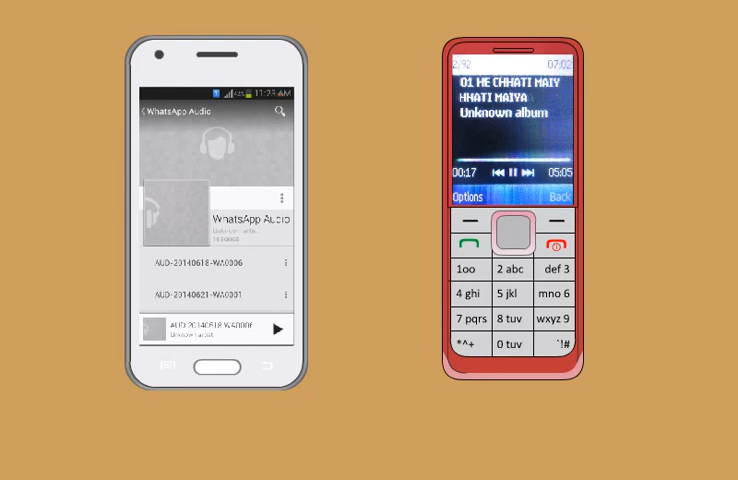 11:23 AM
WhatsApp Audio
WhatsApp Audio
AUD-20140618-WA0006
AUD-20140621-WA0001
AUD 20140618 WA0006
Unknown artist
2/92 07:02
01 HE CHHATI MAIY
HHATI MAIYA
Unknown album
00:17 05:05
Options Back
1oo 2 abc def 3
4 ghi 5 jkl mno 6
7 pqrs 8 tuv wxyz 9
*^+ 0 tuv `!#